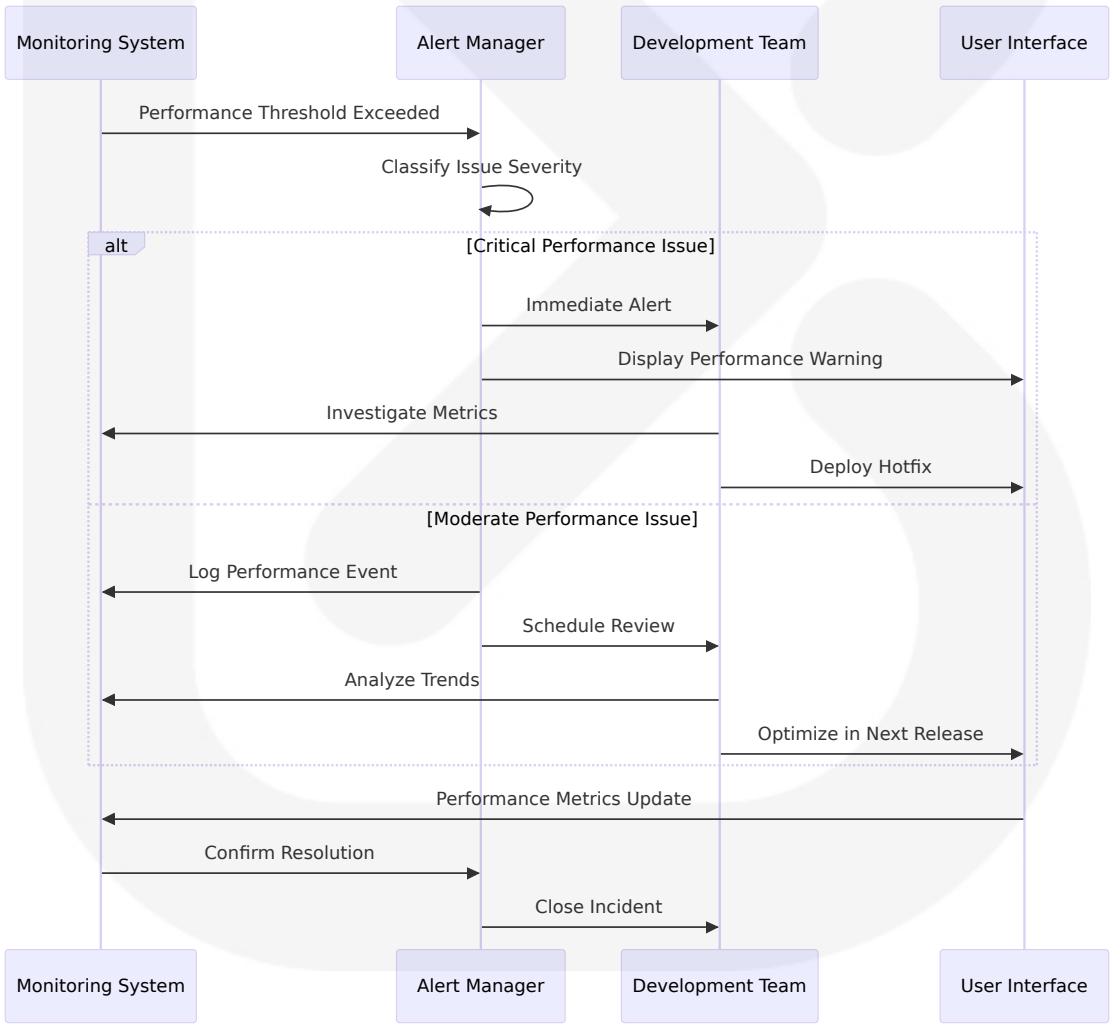 Monitoring System
Alert Manager
Development Team
User Interface
Performance Threshold Exceeded
Classify Issue Severity
alt
[Critical Performance Issue]
Immediate Alert
Display Performance Warning
Investigate Metrics
Deploy Hotfix
[Moderate Performance Issue]
Log Performance Event
Schedule Review
Analyze Trends
Optimize in Next Release
Performance Metrics Update
Confirm Resolution
Close Incident
Monitoring System
Alert Manager
Development Team
User Interface